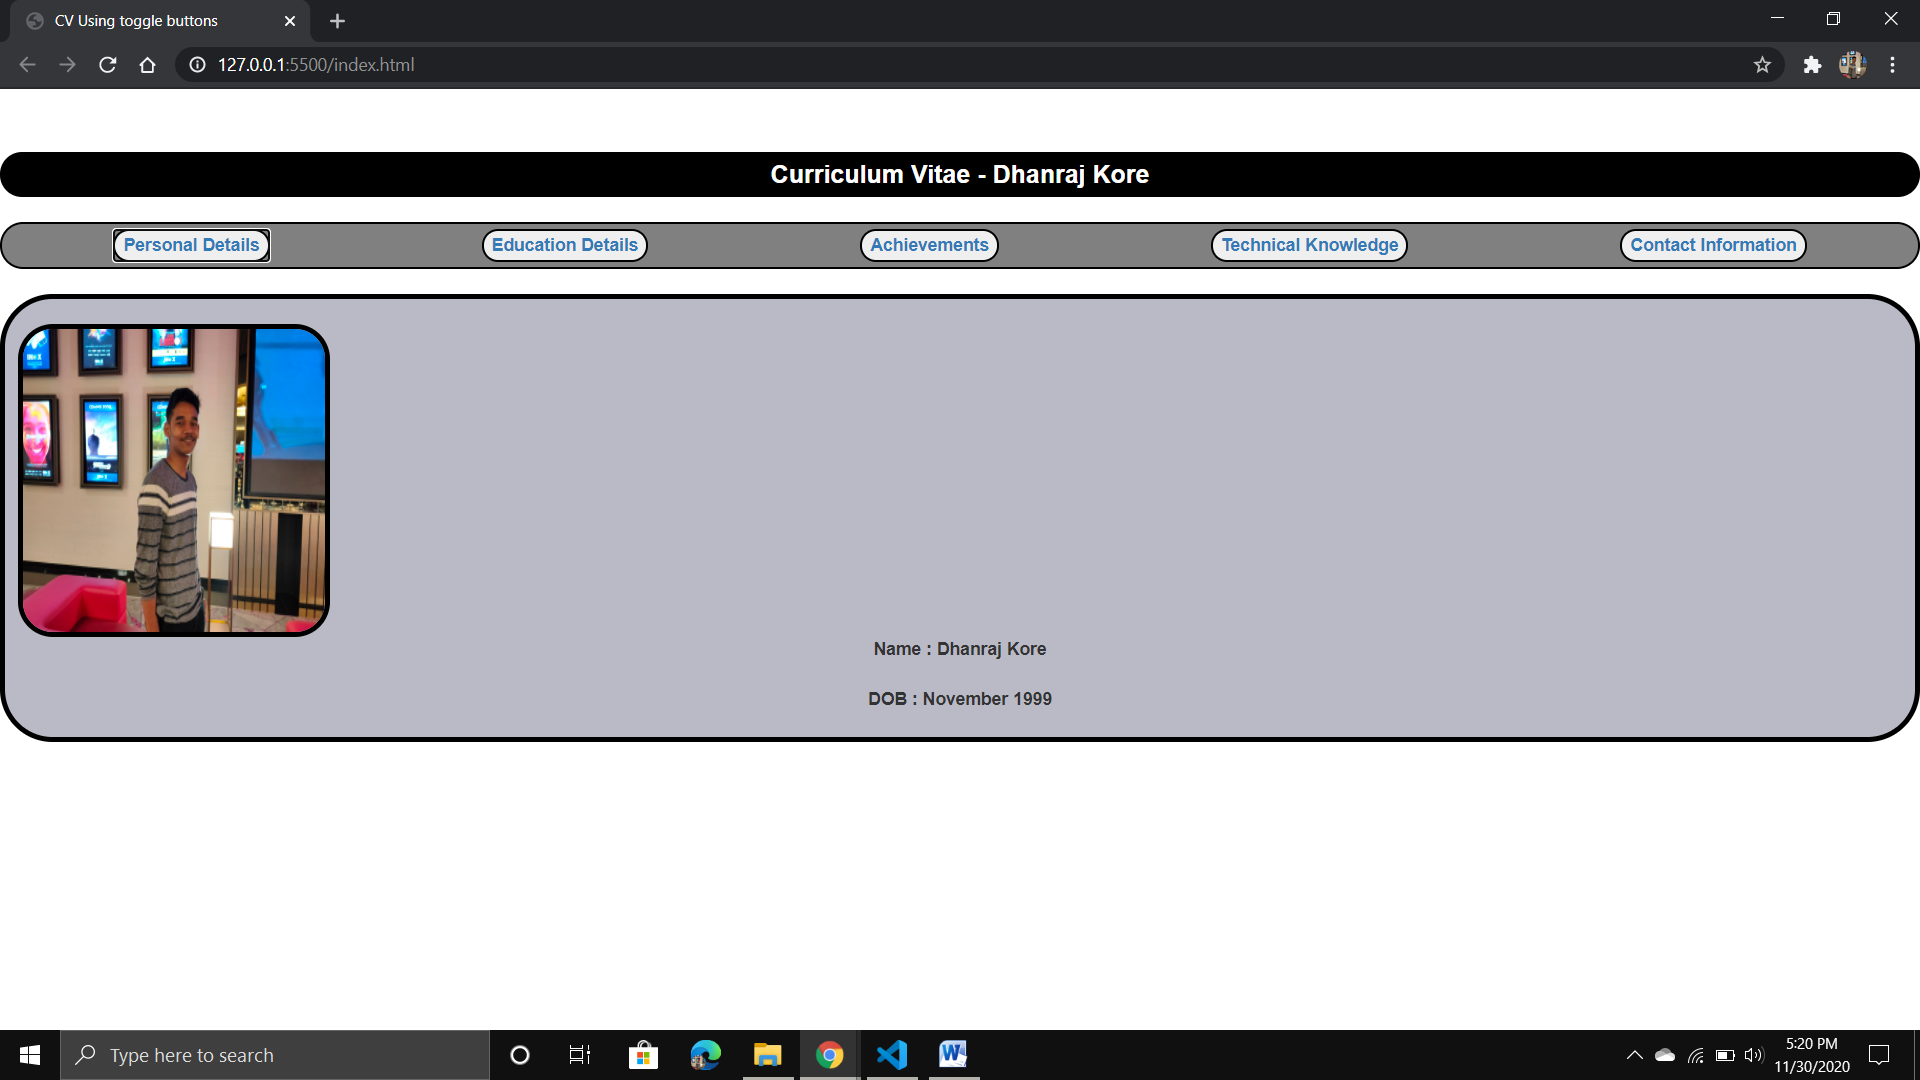 CV Using toggle buttons
127.0.0.1:5500/index.html
Curriculum Vitae - Dhanraj Kore
Personal Details
Education Details
Achievements
Technical Knowledge
Contact Information
Name : Dhanraj Kore
DOB : November 1999
Type here to search
5:20 PM
11/30/2020